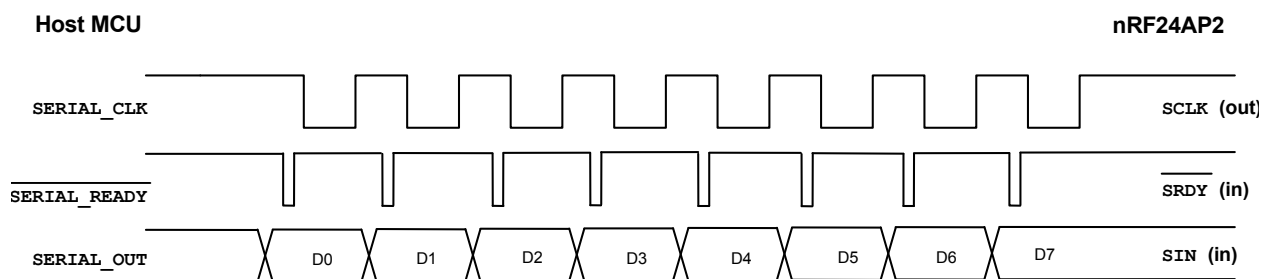 Host MCU nRF24AP2
SERIAL_CLK SCLK (out)
SERIAL_READY SRDY (in)
SERIAL_OUT D0 D1 D2 D3 D4 D5 D6 D7 SIN (in)